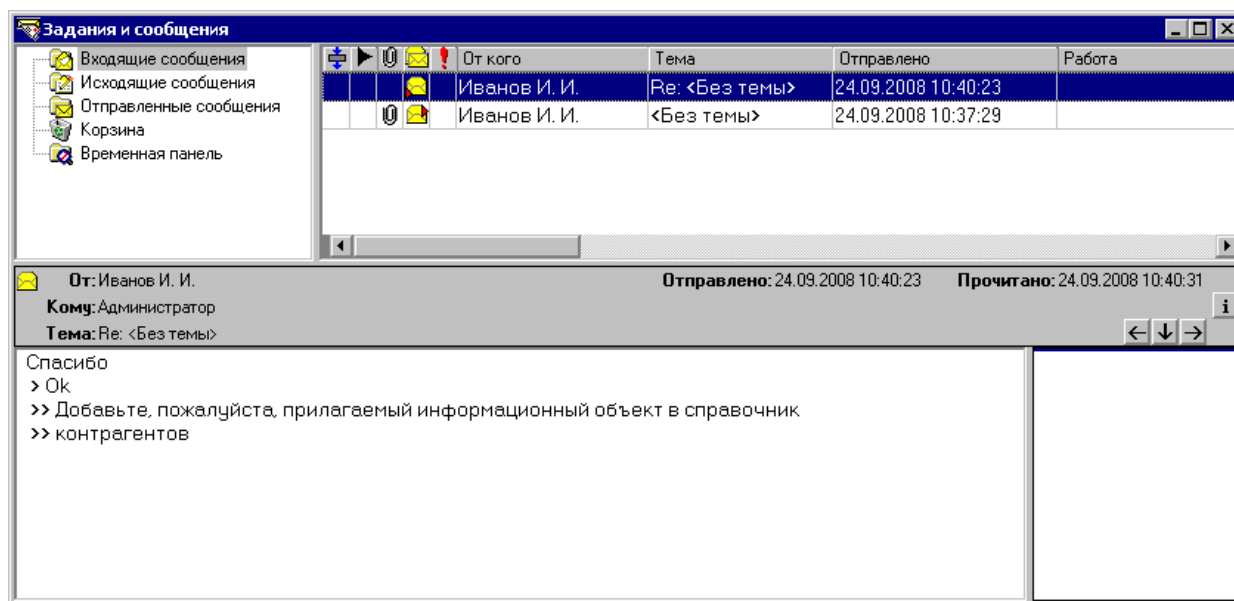 Задания и сообщения
Входящие сообщения
Исходящие сообщения
Отправленные сообщения
Корзина
Временная панель
От кого Тема Отправлено Работа
Иванов И. И. Re: <Без темы> 24.09.2008 10:40:23
Иванов И. И. <Без темы> 24.09.2008 10:37:29
От: Иванов И. И. Отправлено: 24.09.2008 10:40:23 Прочитано: 24.09.2008 10:40:31
Кому: Администратор
Тема: Re: <Без темы>
Спасибо
> Ok
>> Добавьте, пожалуйста, прилагаемый информационный объект в справочник
>> контрагентов